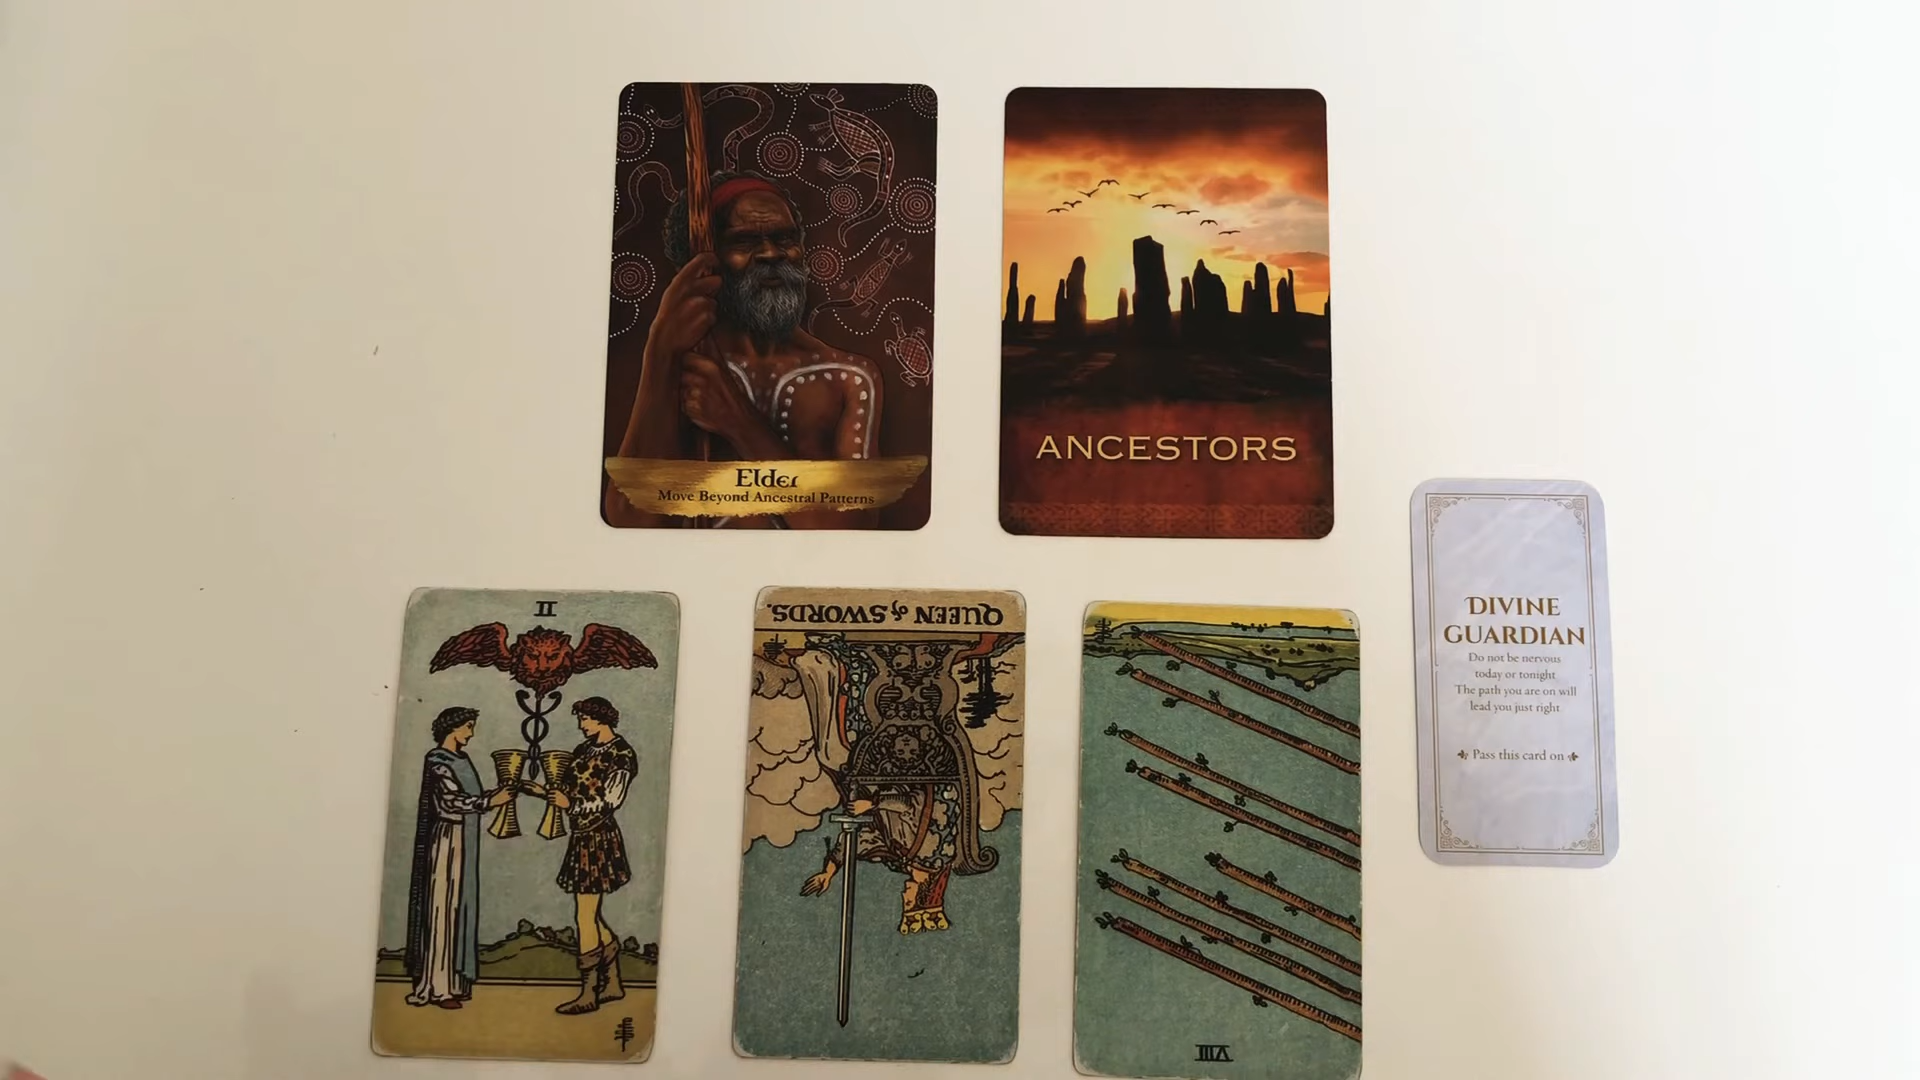 Elder
Move Beyond Ancestral Patterns
ANCESTORS
II
QUEEN of SWORDS.
VIII
DIVINE
GUARDIAN
Do not be nervous
today or tonight
The path you are on will
lead you just right
Pass this card on